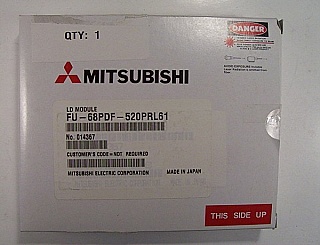 QTY: 1
DANGER
MITSUBISHI
LD MODULE
FU-68PDF-520PRL61
No. 014367
CUSTOMER'S CODE=NOT REQUIRED
MITSUBISHI ELECTRIC CORPORATION
MADE IN JAPAN
THIS SIDE UP